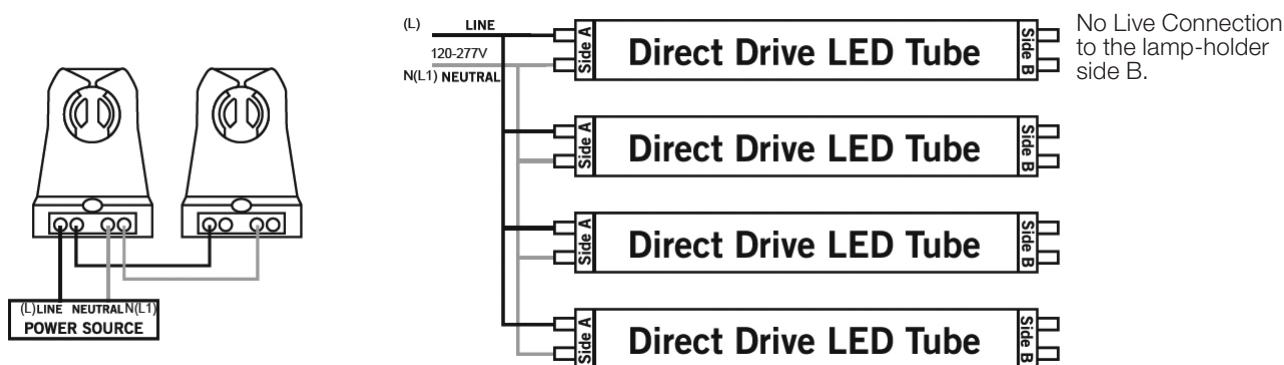 (L) LINE
120-277V
N(L1) NEUTRAL
Side A
Direct Drive LED Tube
Side B
No Live Connection
to the lamp-holder
side B.
Side A
Direct Drive LED Tube
Side B
Side A
Direct Drive LED Tube
Side B
Side A
Direct Drive LED Tube
Side B
(L)LINE NEUTRAL N(L1)
POWER SOURCE